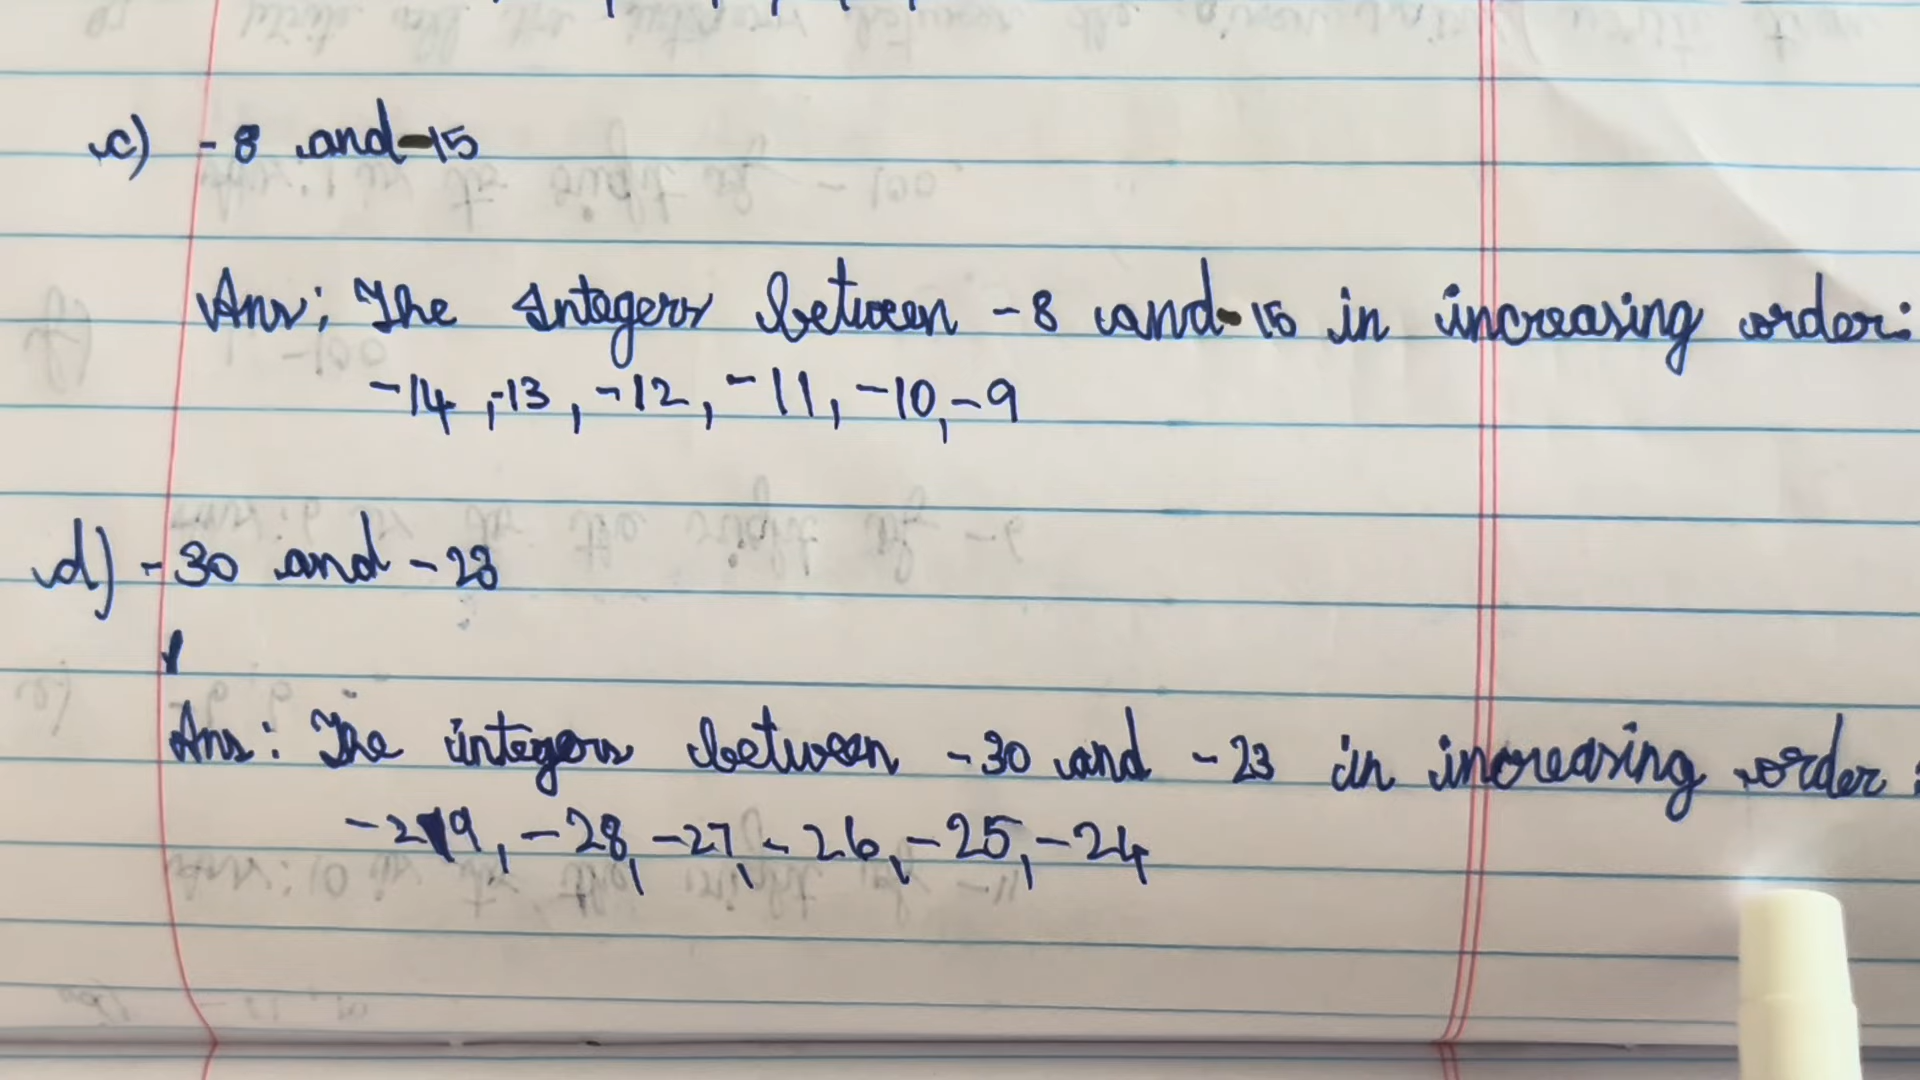 c) -8 and -15
Ans: The Integers between -8 and -15 in increasing order:
-14, -13, -12, -11, -10, -9
d) -30 and -23
Ans: The integers between -30 and -23 in increasing order:
-29, -28, -27, -26, -25, -24